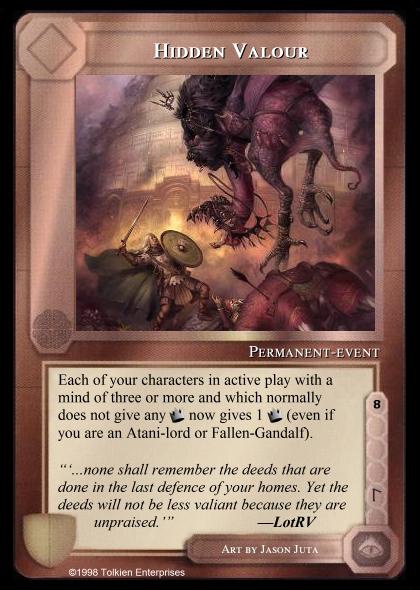 HIDDEN VALOUR
PERMANENT-EVENT
Each of your characters in active play with a
mind of three or more and which normally
does not give any now gives 1 (even if
you are an Atani-lord or Fallen-Gandalf).
“‘...none shall remember the deeds that are
done in the last defence of your homes. Yet the
deeds will not be less valiant because they are
unpraised.’” —LotRV
8
ART BY JASON JUTA
©1998 Tolkien Enterprises